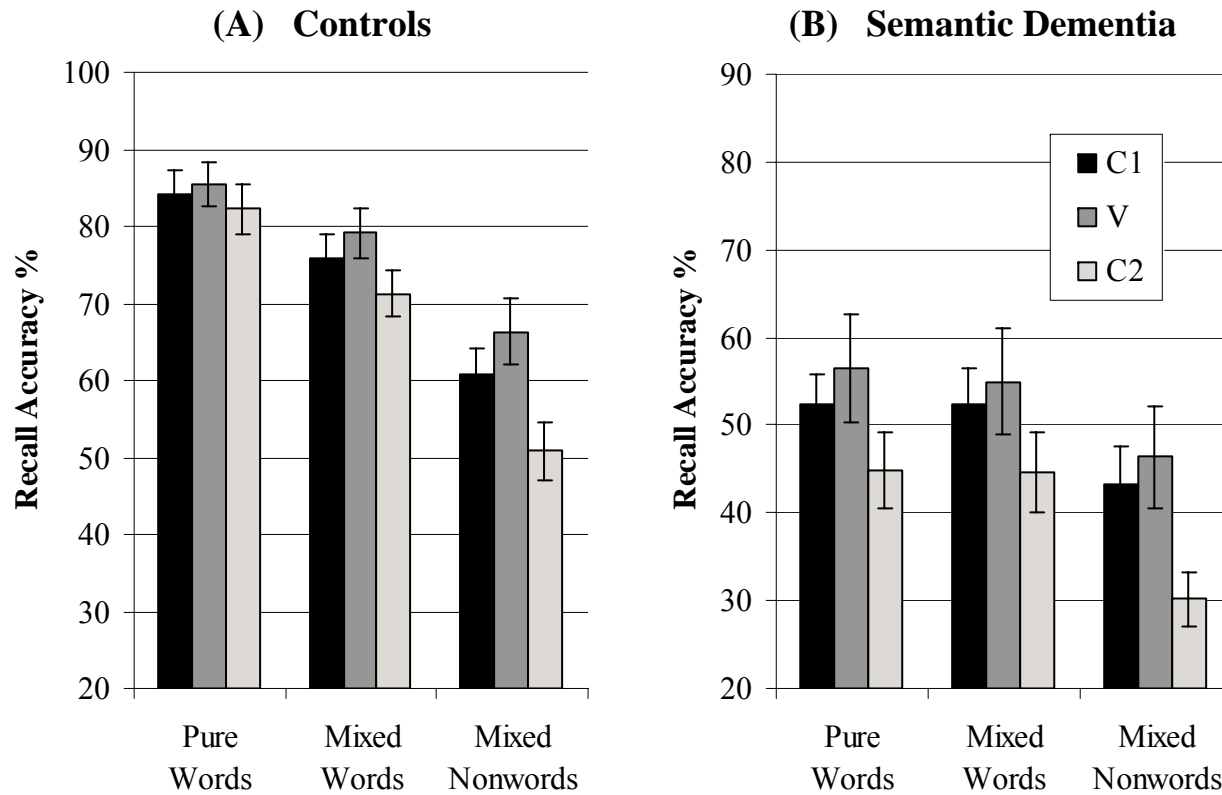 (A) Controls
100
90
80
70
60
50
40
30
20
Recall Accuracy %
Pure Words
Mixed Words
Mixed Nonwords
(B) Semantic Dementia
90
80
70
60
50
40
30
20
Recall Accuracy %
C1
V
C2
Pure Words
Mixed Words
Mixed Nonwords